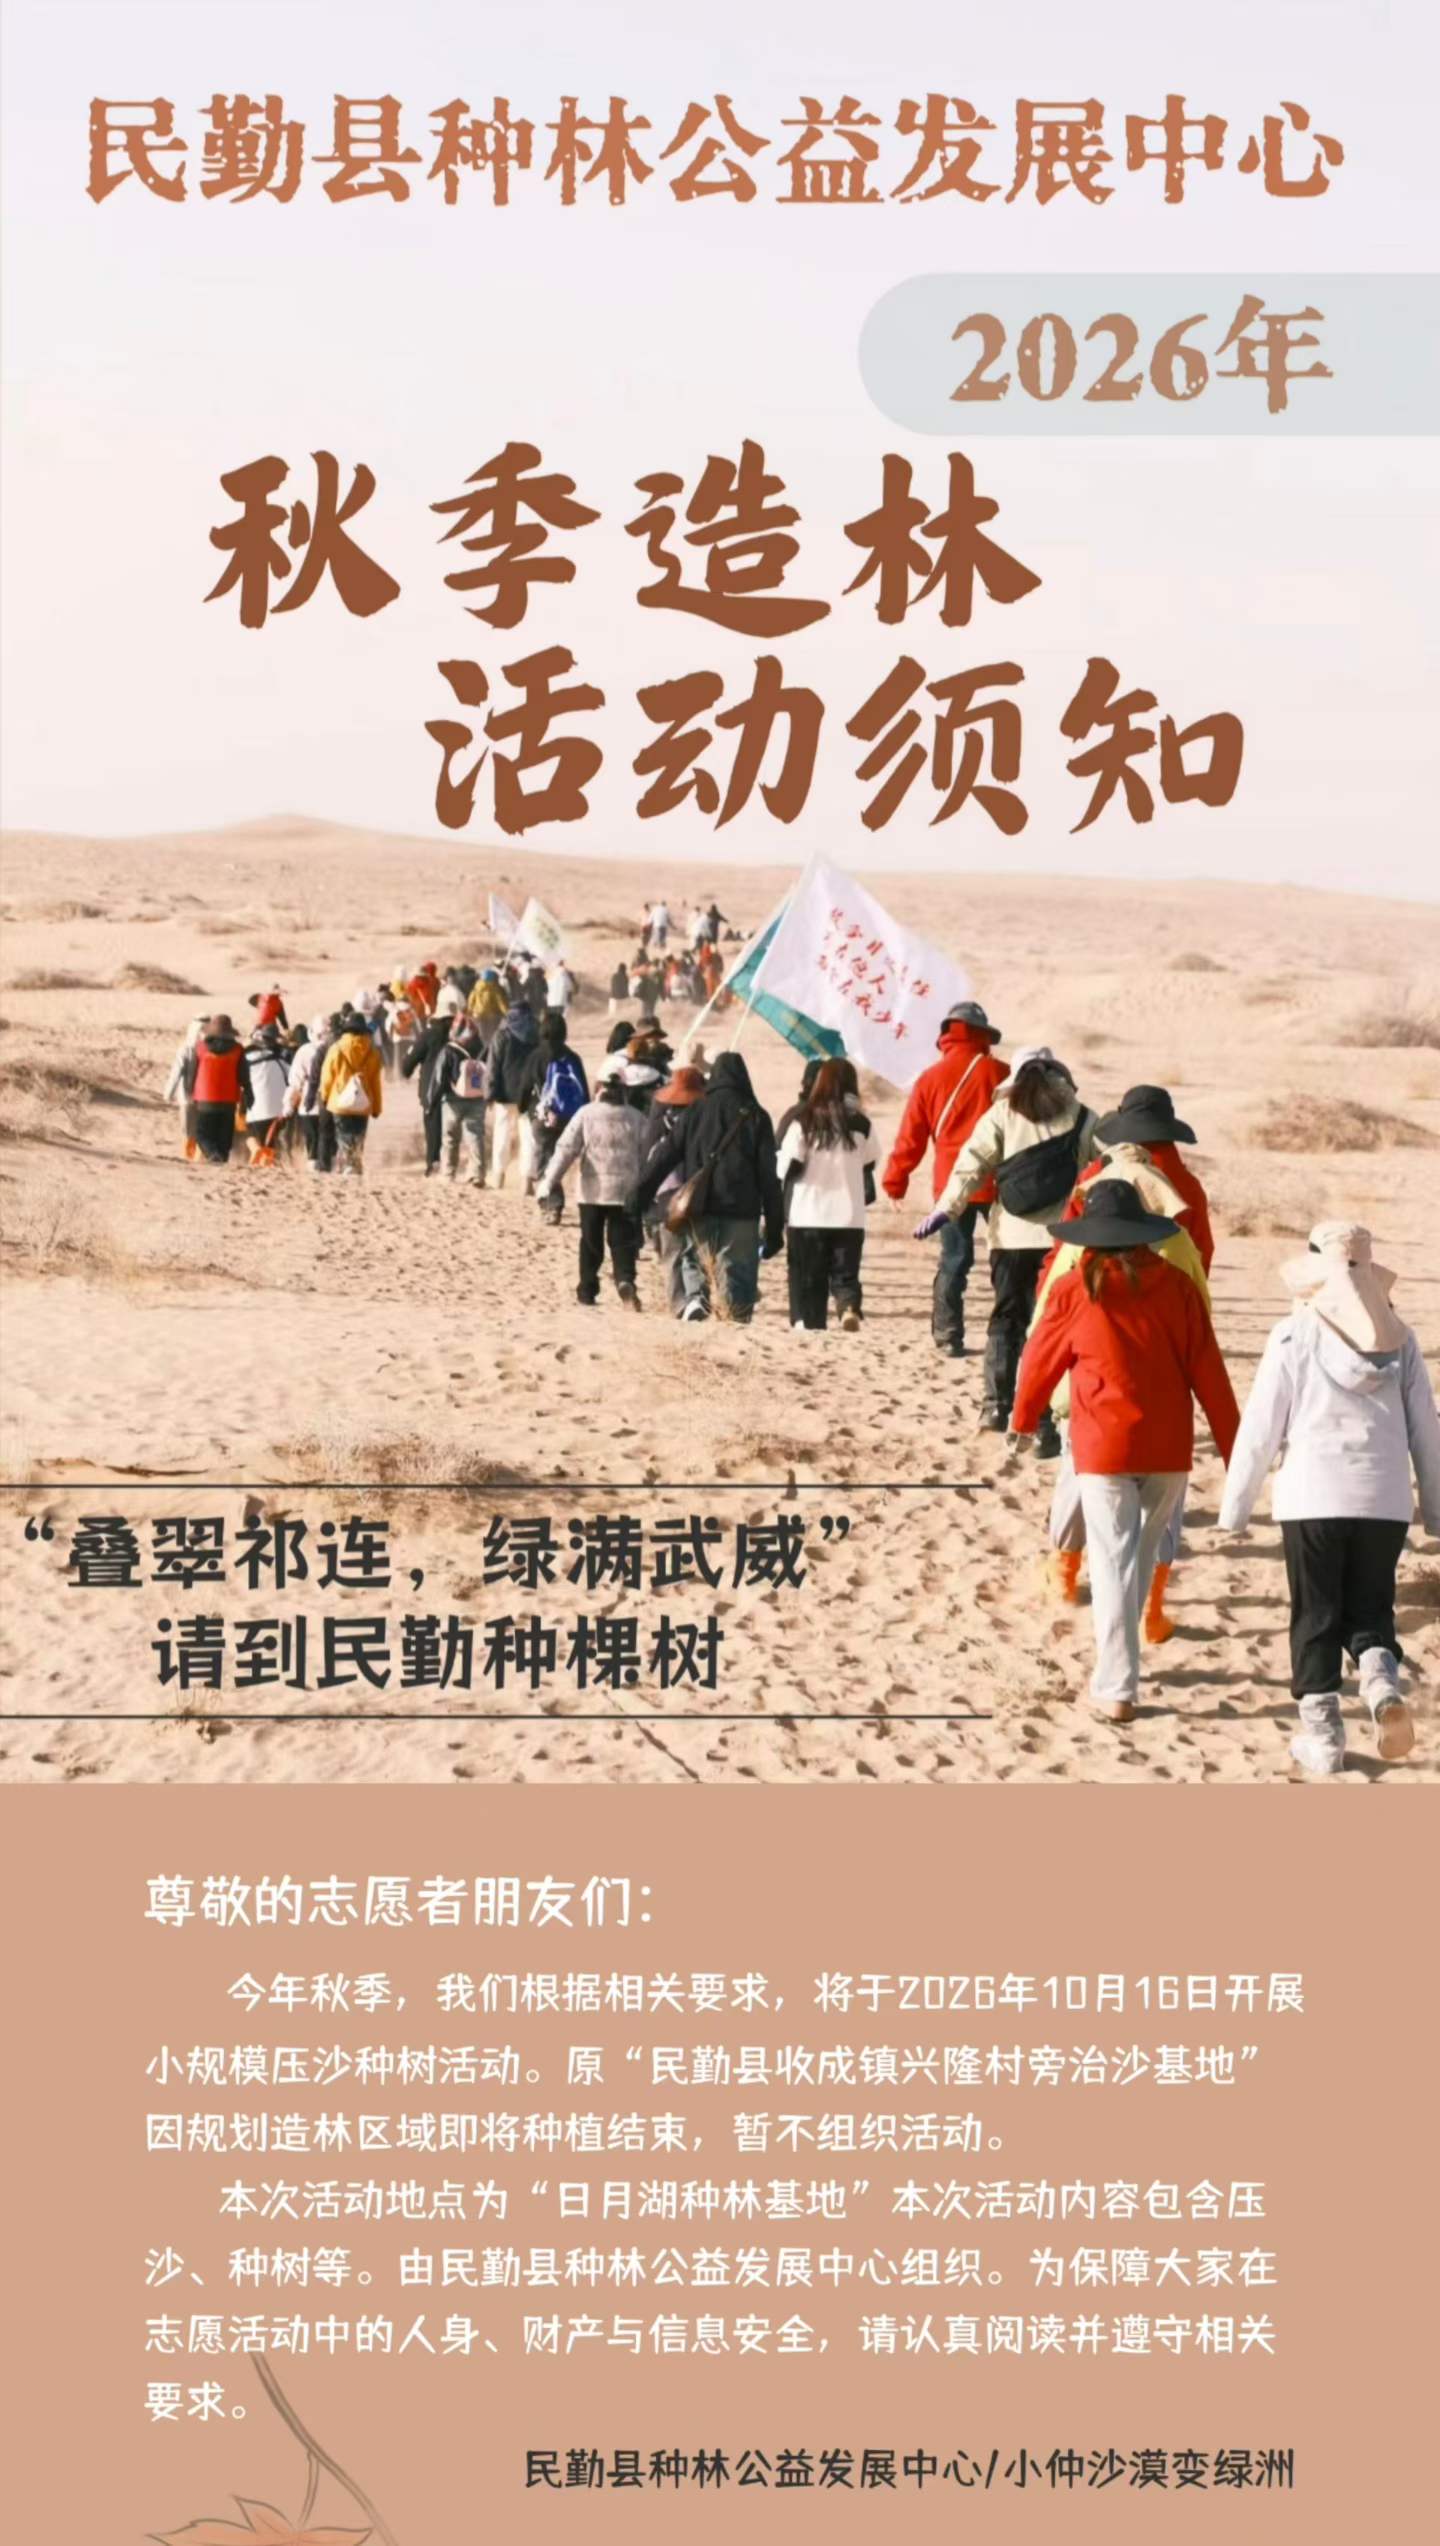 民勤县种林公益发展中心
2026年
秋季造林
活动须知
“叠翠祁连，绿满武威”
请到民勤种棵树
尊敬的志愿者朋友们：
今年秋季，我们根据相关要求，将于2026年10月16日开展
小规模压沙种树活动。原“民勤县收成镇兴隆村旁治沙基地”
因规划造林区域即将种植结束，暂不组织活动。
本次活动地点为“日月湖种林基地”本次活动内容包含压
沙、种树等。由民勤县种林公益发展中心组织。为保障大家在
志愿活动中的人身、财产与信息安全，请认真阅读并遵守相关
要求。
民勤县种林公益发展中心/小仲沙漠变绿洲